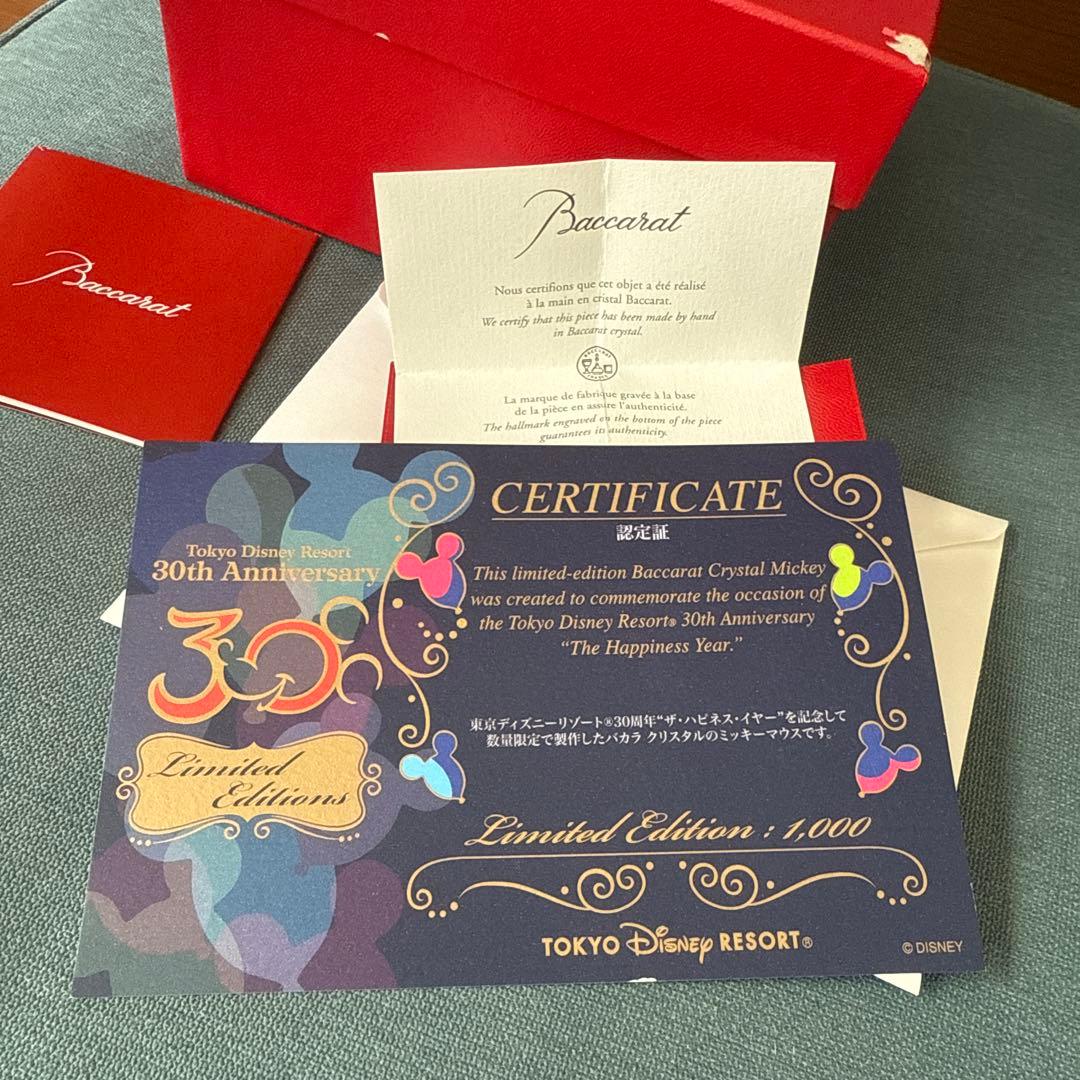 Baccarat
Baccarat
Nous certifions que cet objet a été réalisé
à la main en cristal Baccarat.
We certify that this piece has been made by hand
in Baccarat crystal.
La marque de fabrique gravée à la base
de la pièce en assure l'authenticité.
The hallmark engraved on the bottom of the piece
guarantees its authenticity.
Tokyo Disney Resort
30th Anniversary
30
Limited
Editions
CERTIFICATE
認定証
This limited-edition Baccarat Crystal Mickey
was created to commemorate the occasion of
the Tokyo Disney Resort® 30th Anniversary
“The Happiness Year.”
東京ディズニーリゾート®30周年“ザ・ハピネス・イヤー”を記念して
数量限定で製作したバカラ クリスタルのミッキーマウスです。
Limited Edition : 1,000
TOKYO Disney RESORT®
© DISNEY